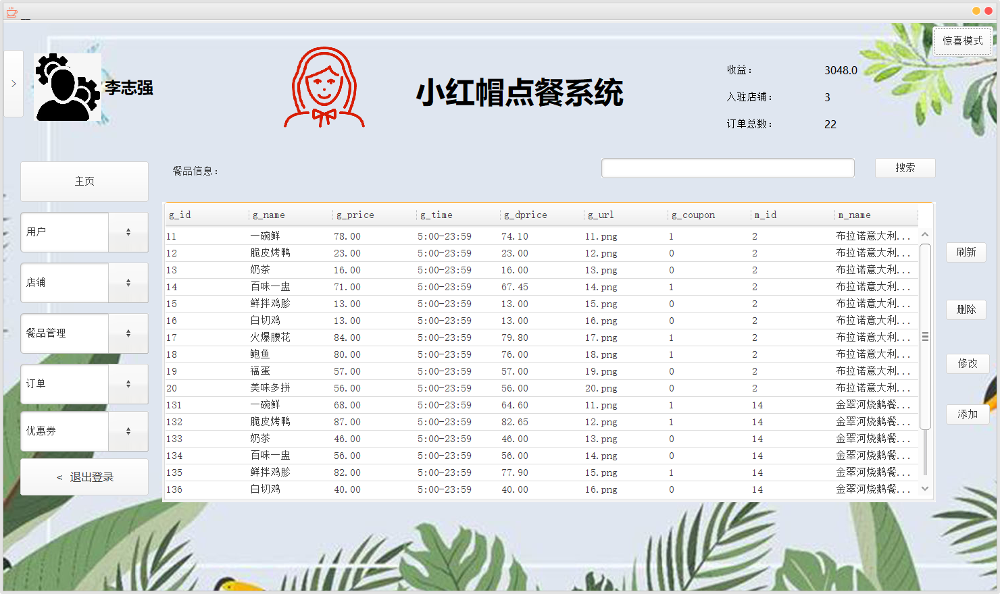 惊喜模式
>
李志强
小红帽点餐系统
收益： 3048.0
入驻店铺： 3
订单总数： 22
餐品信息：
搜索
主页
用户
店铺
餐品管理
订单
优惠券
< 退出登录
g_id g_name g_price g_time g_dprice g_url g_coupon m_id m_name
11 一碗鲜 78.00 5:00-23:59 74.10 11.png 1 2 布拉诺意大利...
12 脆皮烤鸭 23.00 5:00-23:59 23.00 12.png 0 2 布拉诺意大利...
13 奶茶 16.00 5:00-23:59 16.00 13.png 0 2 布拉诺意大利...
14 百味一盅 71.00 5:00-23:59 67.45 14.png 1 2 布拉诺意大利...
15 鲜拌鸡胗 13.00 5:00-23:59 13.00 15.png 0 2 布拉诺意大利...
16 白切鸡 13.00 5:00-23:59 13.00 16.png 0 2 布拉诺意大利...
17 火爆腰花 84.00 5:00-23:59 79.80 17.png 1 2 布拉诺意大利...
18 鲍鱼 80.00 5:00-23:59 76.00 18.png 1 2 布拉诺意大利...
19 福蛋 57.00 5:00-23:59 57.00 19.png 0 2 布拉诺意大利...
20 美味多拼 56.00 5:00-23:59 56.00 20.png 0 2 布拉诺意大利...
131 一碗鲜 68.00 5:00-23:59 64.60 11.png 1 14 金翠河烧鹅餐...
132 脆皮烤鸭 87.00 5:00-23:59 82.65 12.png 1 14 金翠河烧鹅餐...
133 奶茶 46.00 5:00-23:59 46.00 13.png 0 14 金翠河烧鹅餐...
134 百味一盅 56.00 5:00-23:59 56.00 14.png 0 14 金翠河烧鹅餐...
135 鲜拌鸡胗 82.00 5:00-23:59 77.90 15.png 1 14 金翠河烧鹅餐...
136 白切鸡 40.00 5:00-23:59 40.00 16.png 0 14 金翠河烧鹅餐...
刷新
删除
修改
添加